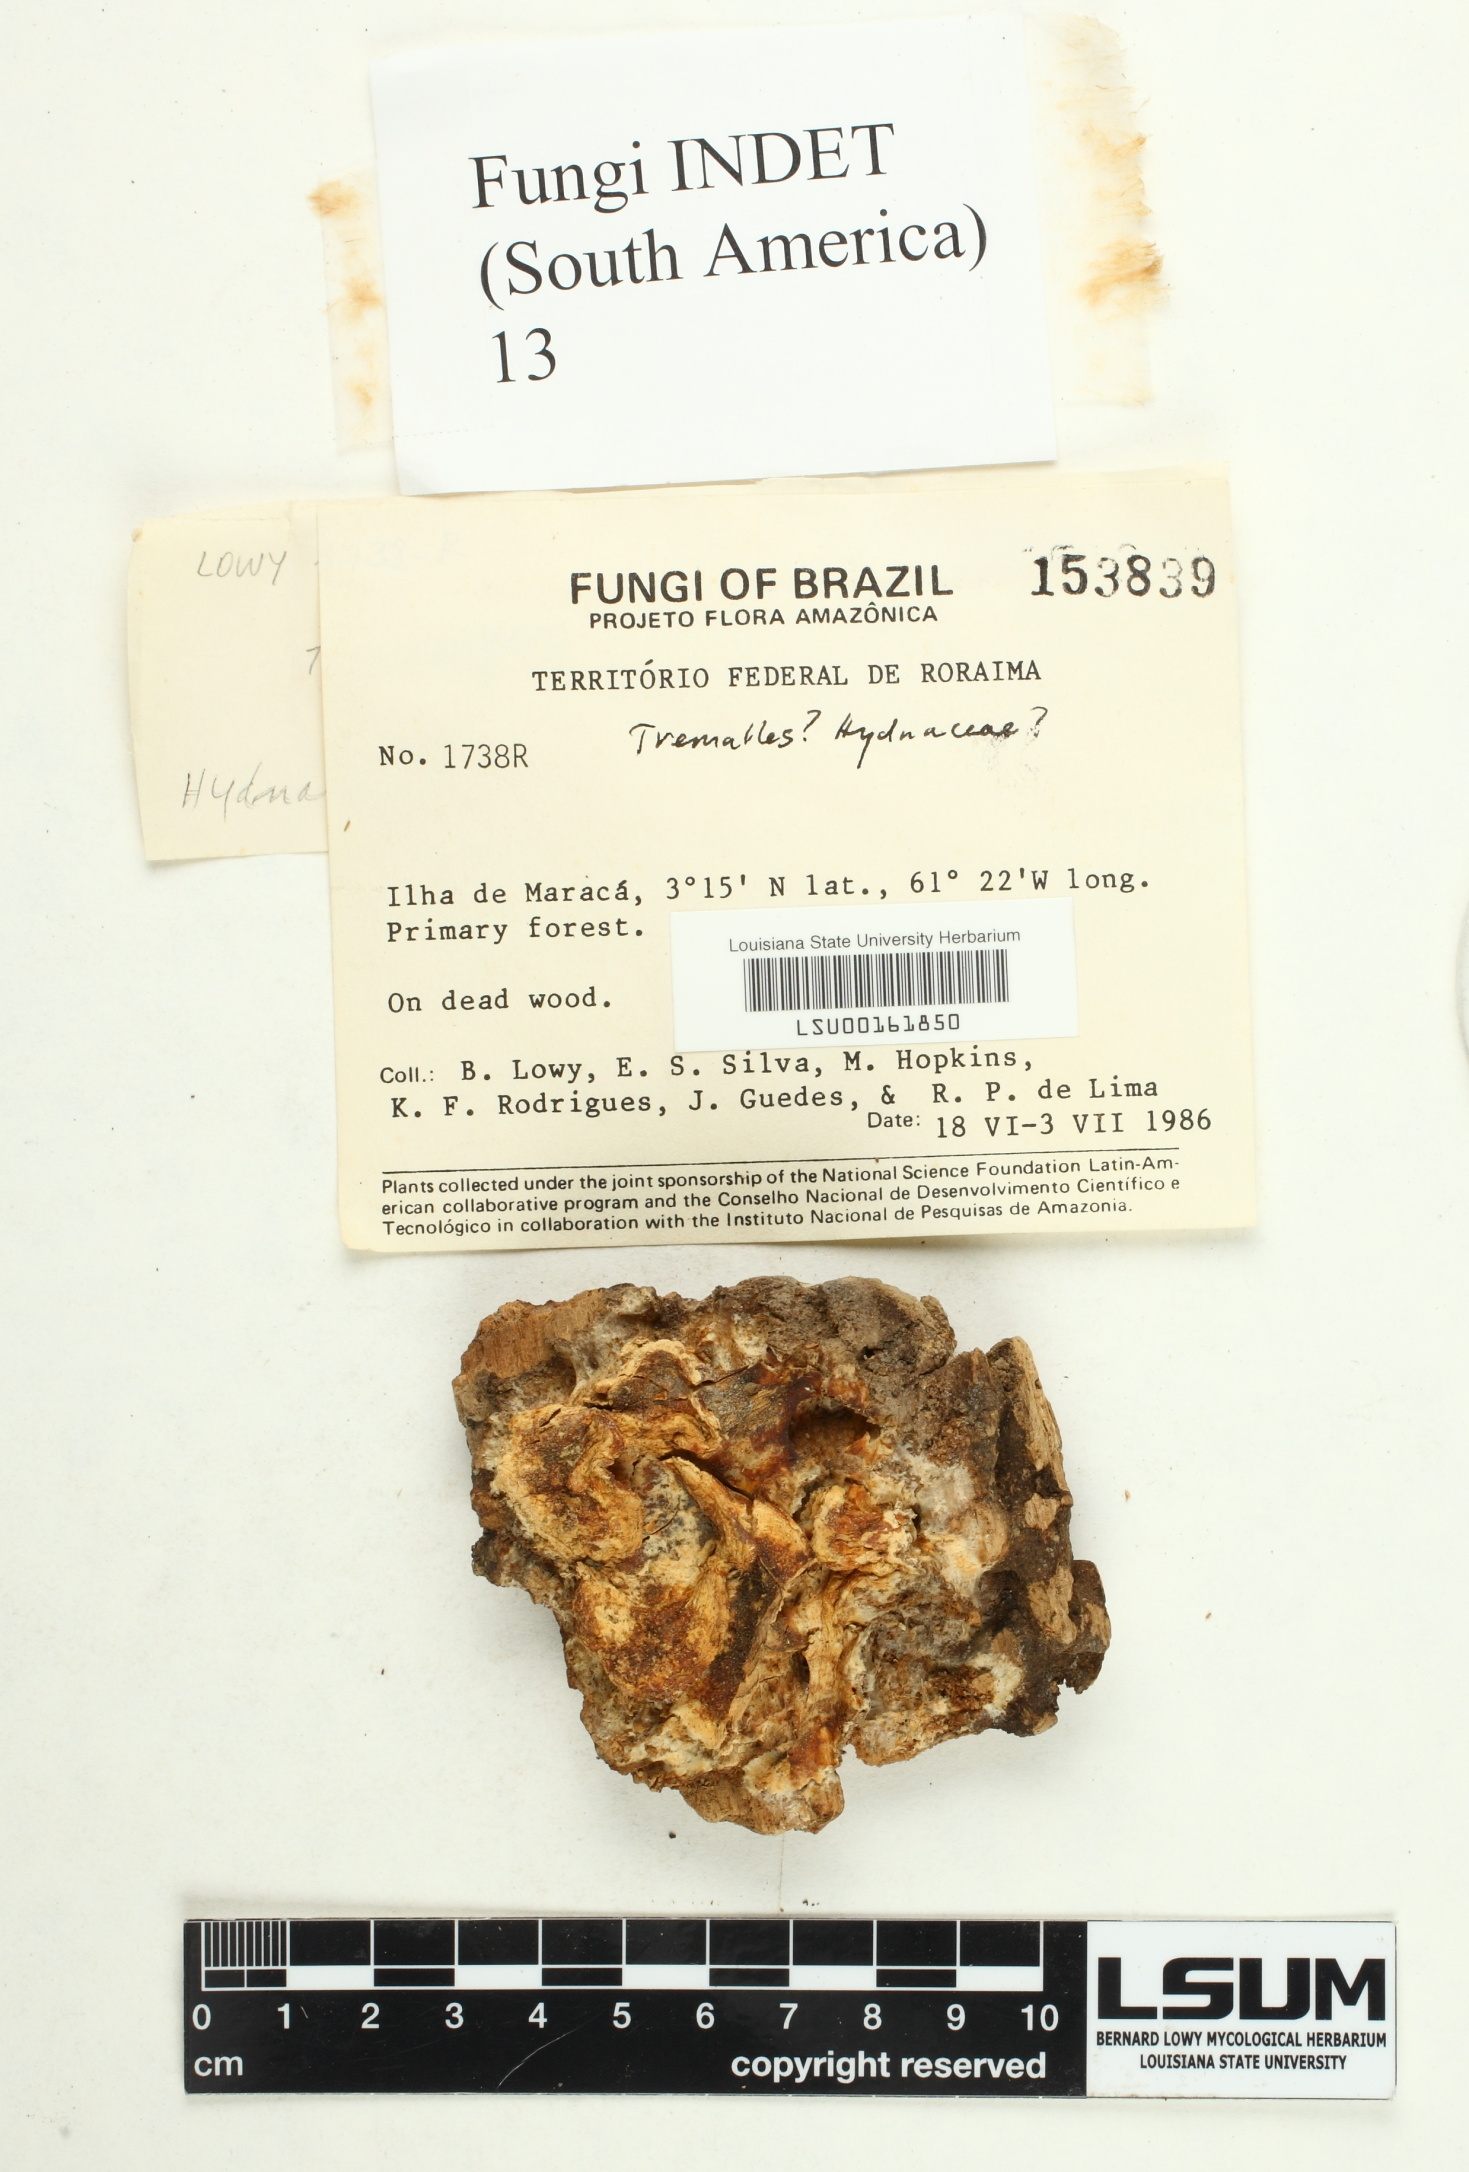 Fungi INDET
(South America)
13
LOWY
Hydna
FUNGI OF BRAZIL 153839
PROJETO FLORA AMAZÔNICA
TERRITÓRIO FEDERAL DE RORAIMA
Tremalles? Hydnaceae?
No. 1738R
Ilha de Maracá, 3°15' N lat., 61° 22'W long.
Primary forest.
Louisiana State University Herbarium
LSU00161850
On dead wood.
Coll.: B. Lowy, E. S. Silva, M. Hopkins,
K. F. Rodrigues, J. Guedes, & R. P. de Lima
Date: 18 VI-3 VII 1986
Plants collected under the joint sponsorship of the National Science Foundation Latin-Am-
erican collaborative program and the Conselho Nacional de Desenvolvimento Científico e
Tecnológico in collaboration with the Instituto Nacional de Pesquisas de Amazonia.
0 1 2 3 4 5 6 7 8 9 10
cm copyright reserved
LSUM
BERNARD LOWY MYCOLOGICAL HERBARIUM
LOUISIANA STATE UNIVERSITY